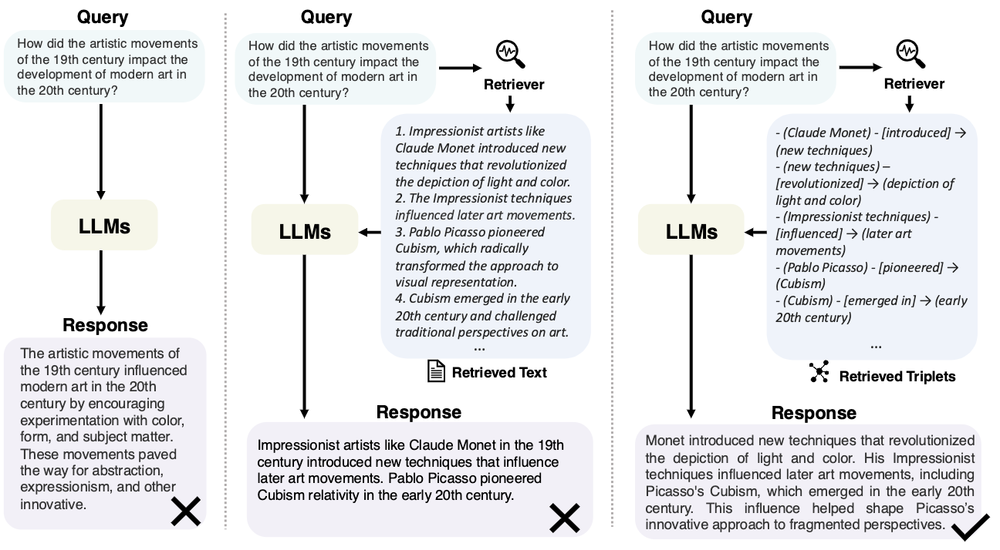 Query
How did the artistic movements
of the 19th century impact the
development of modern art in
the 20th century?
LLMs
Response
The artistic movements of
the 19th century influenced
modern art in the 20th
century by encouraging
experimentation with color,
form, and subject matter.
These movements paved
the way for abstraction,
expressionism, and other
innovative.
Query
How did the artistic movements
of the 19th century impact the
development of modern art in
the 20th century?
Retriever
1. Impressionist artists like
Claude Monet introduced new
techniques that revolutionized
the depiction of light and color.
2. The Impressionist techniques
influenced later art movements.
3. Pablo Picasso pioneered
Cubism, which radically
transformed the approach to
visual representation.
4. Cubism emerged in the early
20th century and challenged
traditional perspectives on art.
...
Retrieved Text
LLMs
Response
Impressionist artists like Claude Monet in the 19th
century introduced new techniques that influence
later art movements. Pablo Picasso pioneered
Cubism relativity in the early 20th century.
Query
How did the artistic movements
of the 19th century impact the
development of modern art in
the 20th century?
Retriever
- (Claude Monet) - [introduced] →
(new techniques)
- (new techniques) –
[revolutionized] → (depiction of
light and color)
- (Impressionist techniques) -
[influenced] → (later art
movements)
- (Pablo Picasso) - [pioneered] →
(Cubism)
- (Cubism) - [emerged in] → (early
20th century)
...
Retrieved Triplets
LLMs
Response
Monet introduced new techniques that revolutionized
the depiction of light and color. His Impressionist
techniques influenced later art movements, including
Picasso's Cubism, which emerged in the early 20th
century. This influence helped shape Picasso's
innovative approach to fragmented perspectives.